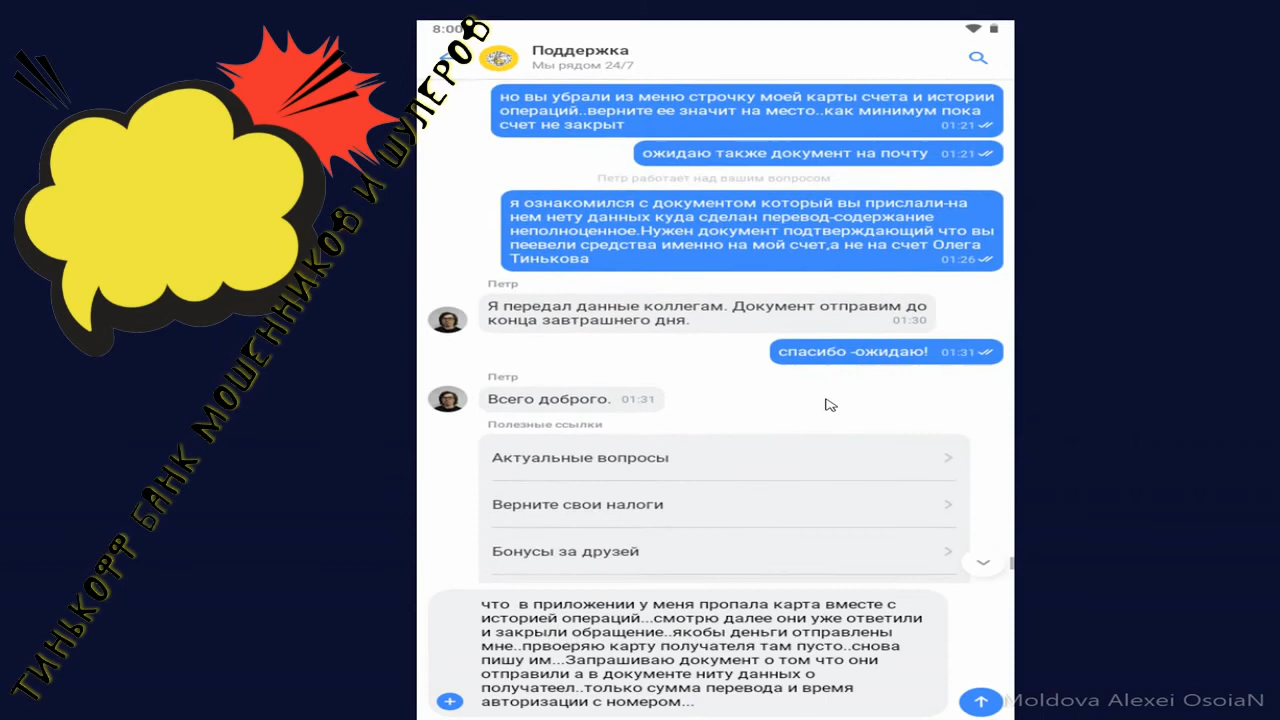 8:00
Поддержка
Мы рядом 24/7
но вы убрали из меню строчку моей карты счета и истории
операций..верните ее значит на место..как минимум пока
счет не закрыт
01:21
ожидаю также документ на почту 01:21
Петр работает над вашим вопросом
я ознакомился с документом который вы прислали-на
нем нету данных куда сделан перевод-содержание
неполноценное.Нужен документ подтверждающий что вы
пеевели средства именно на мой счет,а не на счет Олега
Тинькова
01:26
Петр
Я передал данные коллегам. Документ отправим до
конца завтрашнего дня.
01:30
спасибо -ожидаю! 01:31
Петр
Всего доброго. 01:31
Полезные ссылки
Актуальные вопросы
Верните свои налоги
Бонусы за друзей
что в приложении у меня пропала карта вместе с
историей операций...смотрю далее они уже ответили
и закрыли обращение..якобы деньги отправлены
мне..првоеряю карту получателя там пусто..снова
пишу им...Запрашиваю документ о том что они
отправили а в документе ниту данных о
получатеел..только сумма перевода и время
авторизации с номером...
ТИНЬКОФФ БАНК МОШЕННИКОВ И ШУЛЕРОВ
Moldova Alexei OsoiaN